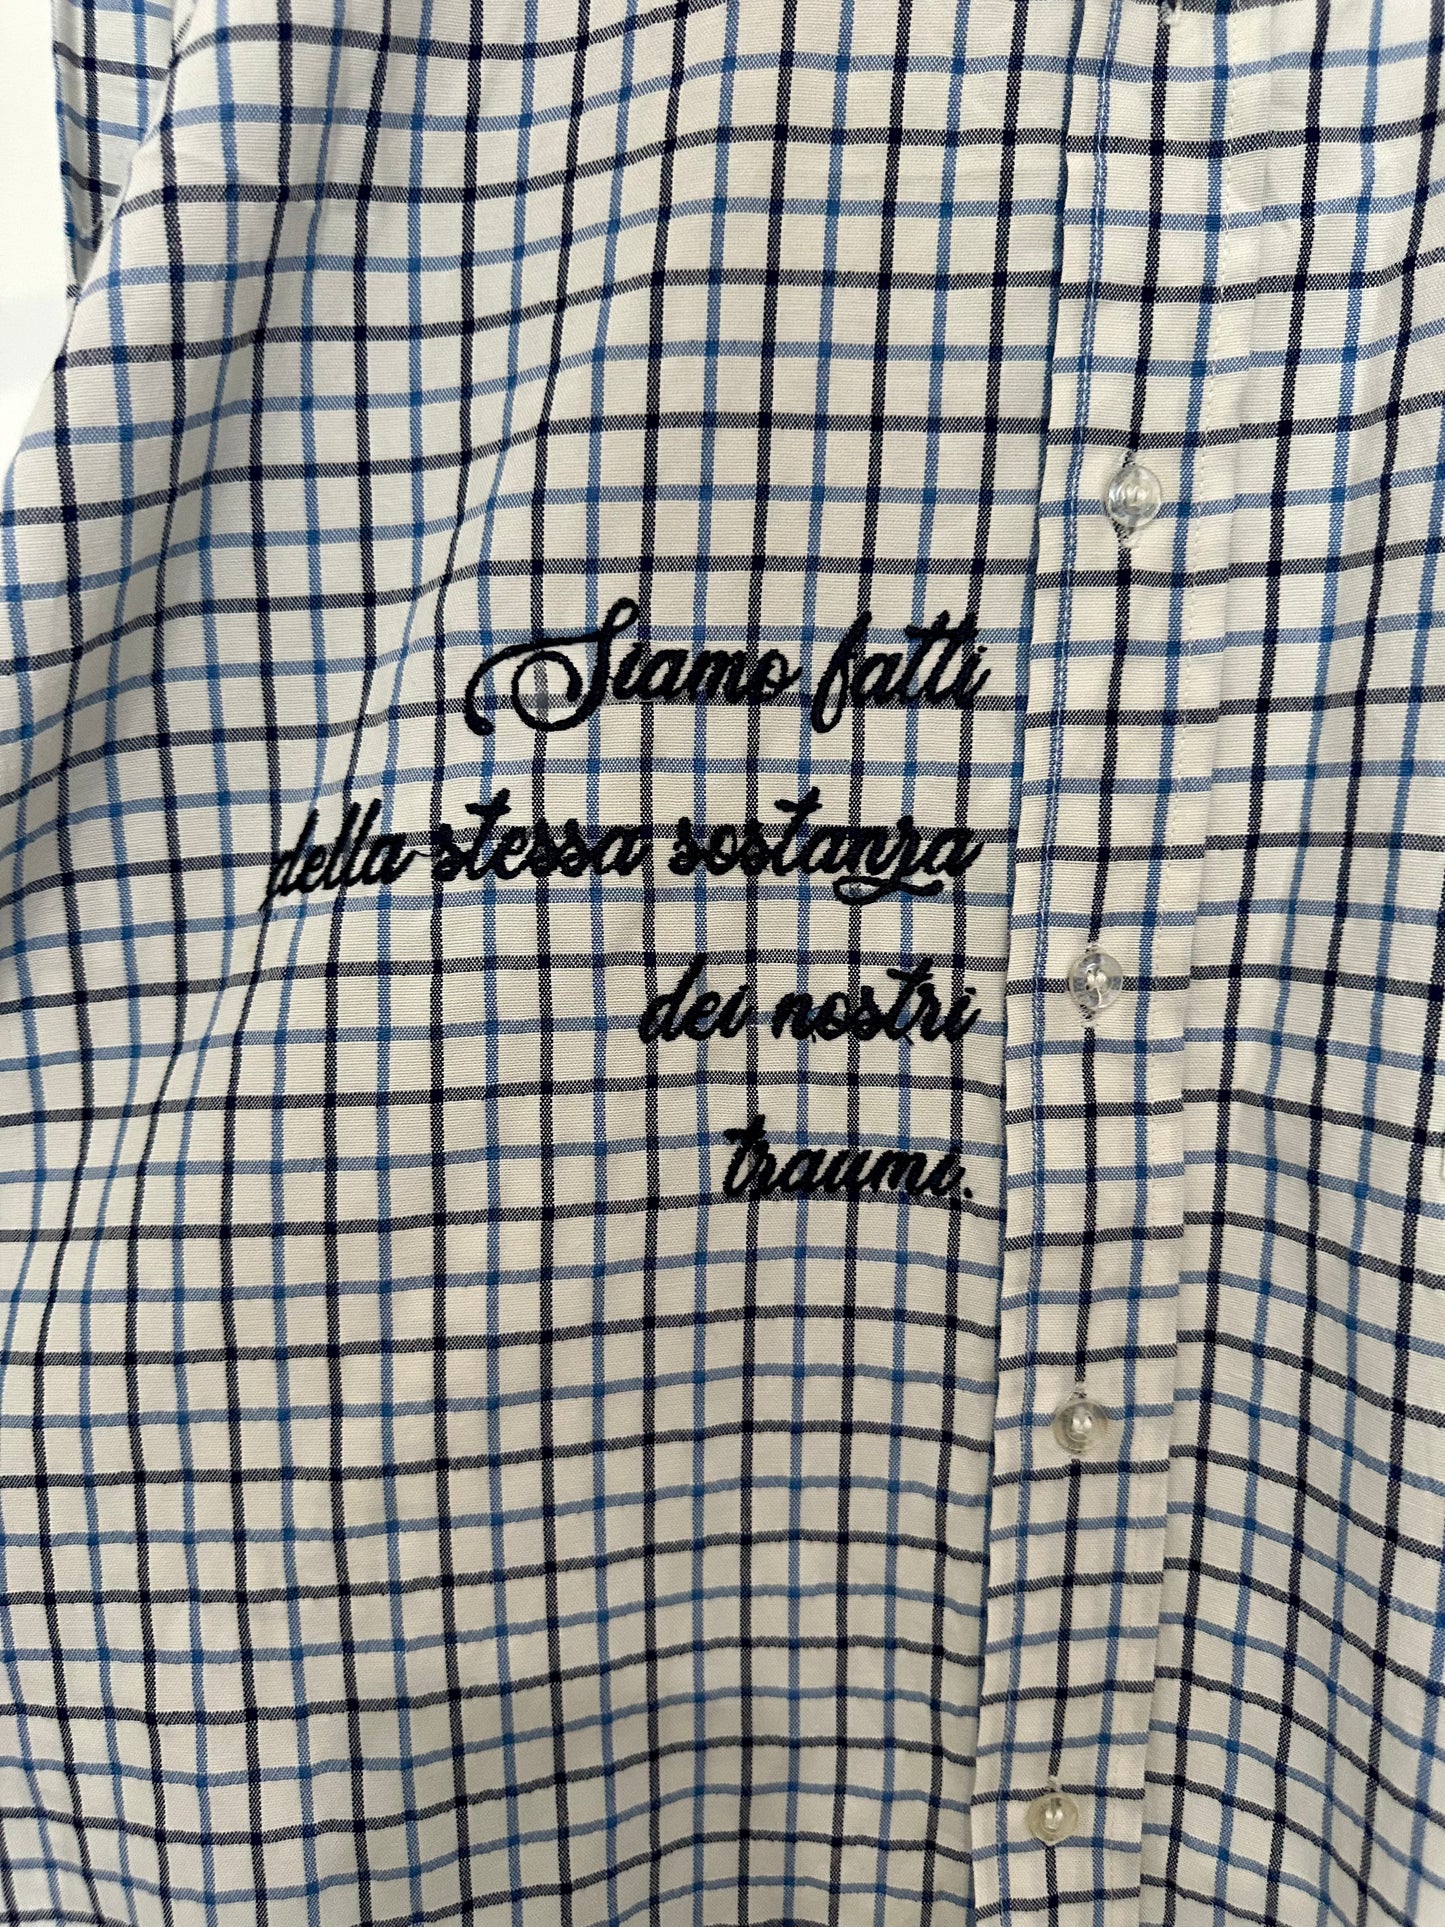 Siamo fatti
della stessa sostanza
dei nostri
traumi.